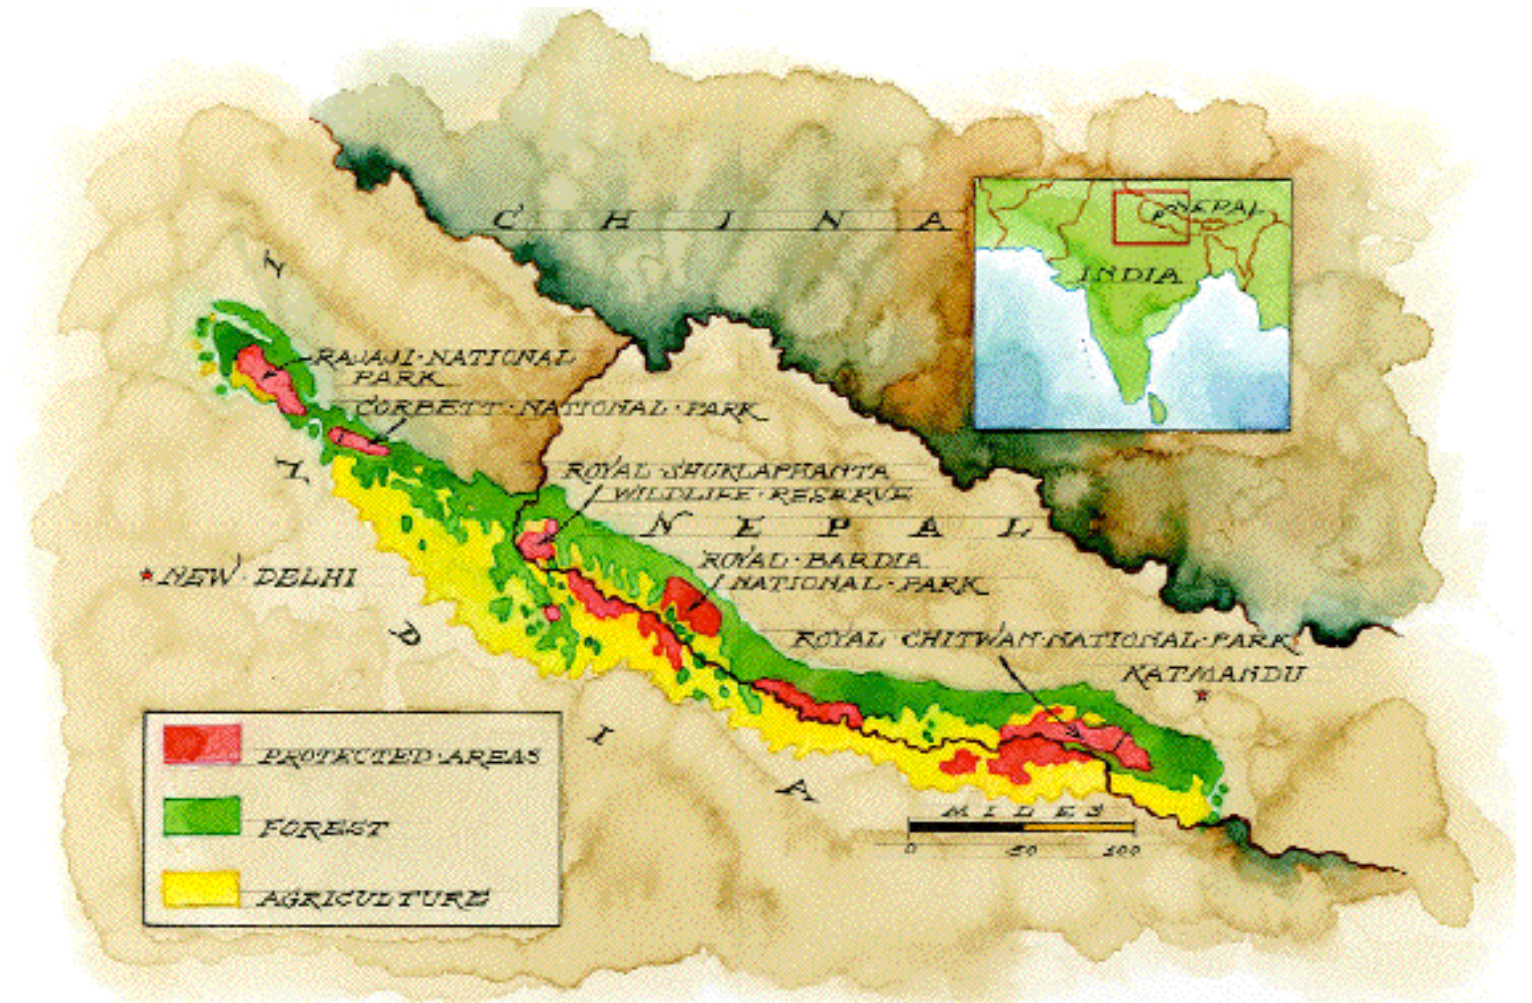 CHINA
NEPAL
INDIA
RAJAJI·NATIONAL
PARK
CORBETT·NATIONAL·PARK
ROYAL·SHUKLAPHANTA
WILDLIFE·RESERVE
NEPAL
ROYAL·BARDIA
NATIONAL·PARK
NEW·DELHI
ROYAL·CHITWAN·NATIONAL·PARK
KATMANDU
INDIA
PROTECTED·AREAS
FOREST
AGRICULTURE
MILES
0 50 100